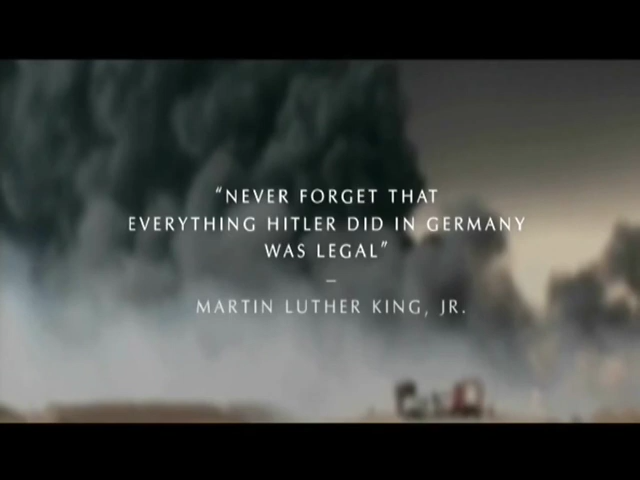 “NEVER FORGET THAT
EVERYTHING HITLER DID IN GERMANY
WAS LEGAL”
–
MARTIN LUTHER KING, JR.